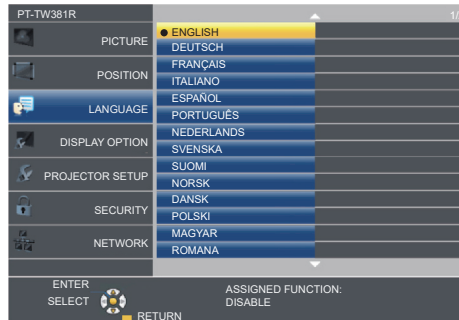 PT-TW381R
1/
PICTURE
POSITION
LANGUAGE
DISPLAY OPTION
PROJECTOR SETUP
SECURITY
NETWORK
ENGLISH
DEUTSCH
FRANÇAIS
ITALIANO
ESPAÑOL
PORTUGUÊS
NEDERLANDS
SVENSKA
SUOMI
NORSK
DANSK
POLSKI
MAGYAR
ROMANA
ENTER
SELECT
RETURN
ASSIGNED FUNCTION:
DISABLE